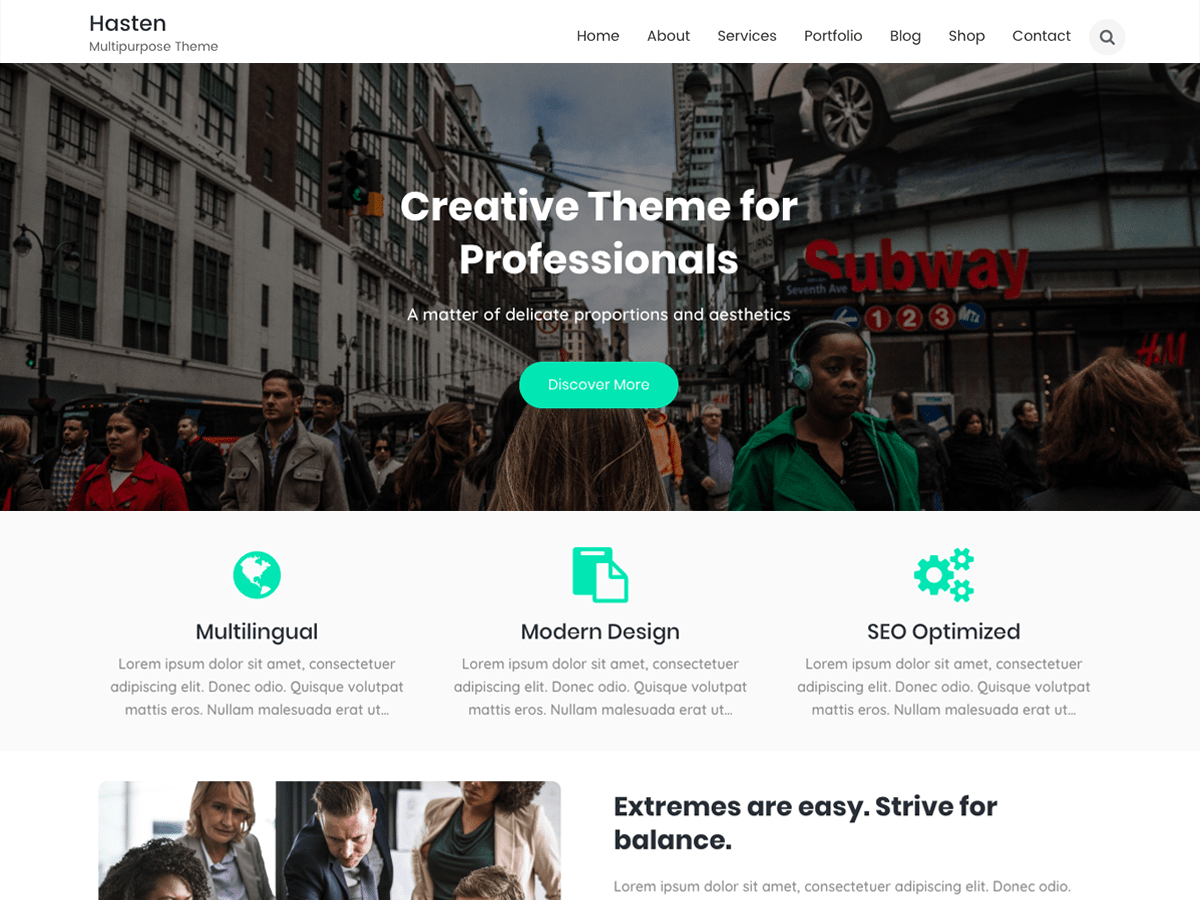 Hasten
Multipurpose Theme
Home About Services Portfolio Blog Shop Contact
Creative Theme for
Professionals
A matter of delicate proportions and aesthetics
Discover More
NO
TURNS
Subway
Seventh Ave
1 2 3
H&M
Multilingual
Lorem ipsum dolor sit amet, consectetuer
adipiscing elit. Donec odio. Quisque volutpat
mattis eros. Nullam malesuada erat ut...
Modern Design
Lorem ipsum dolor sit amet, consectetuer
adipiscing elit. Donec odio. Quisque volutpat
mattis eros. Nullam malesuada erat ut...
SEO Optimized
Lorem ipsum dolor sit amet, consectetuer
adipiscing elit. Donec odio. Quisque volutpat
mattis eros. Nullam malesuada erat ut...
Extremes are easy. Strive for
balance.
Lorem ipsum dolor sit amet, consectetuer adipiscing elit. Donec odio.